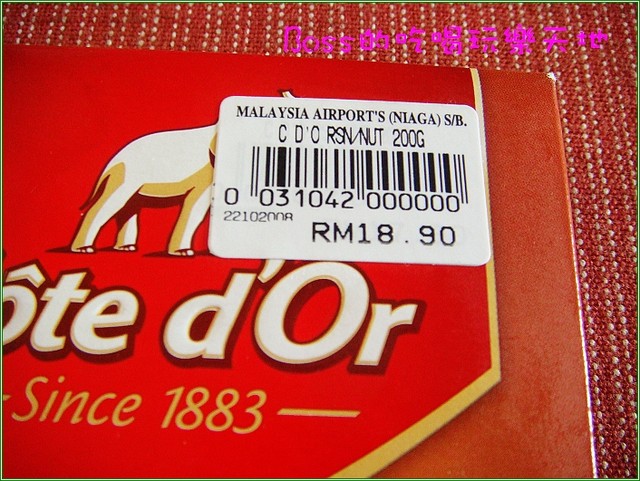 Boss的吃喝玩樂天地
MALAYSIA AIRPORT'S (NIAGA) S/B.
C D'O RSN/NUT 200G
0 031042 000000
22102008
RM18.90
ôte d'Or
Since 1883